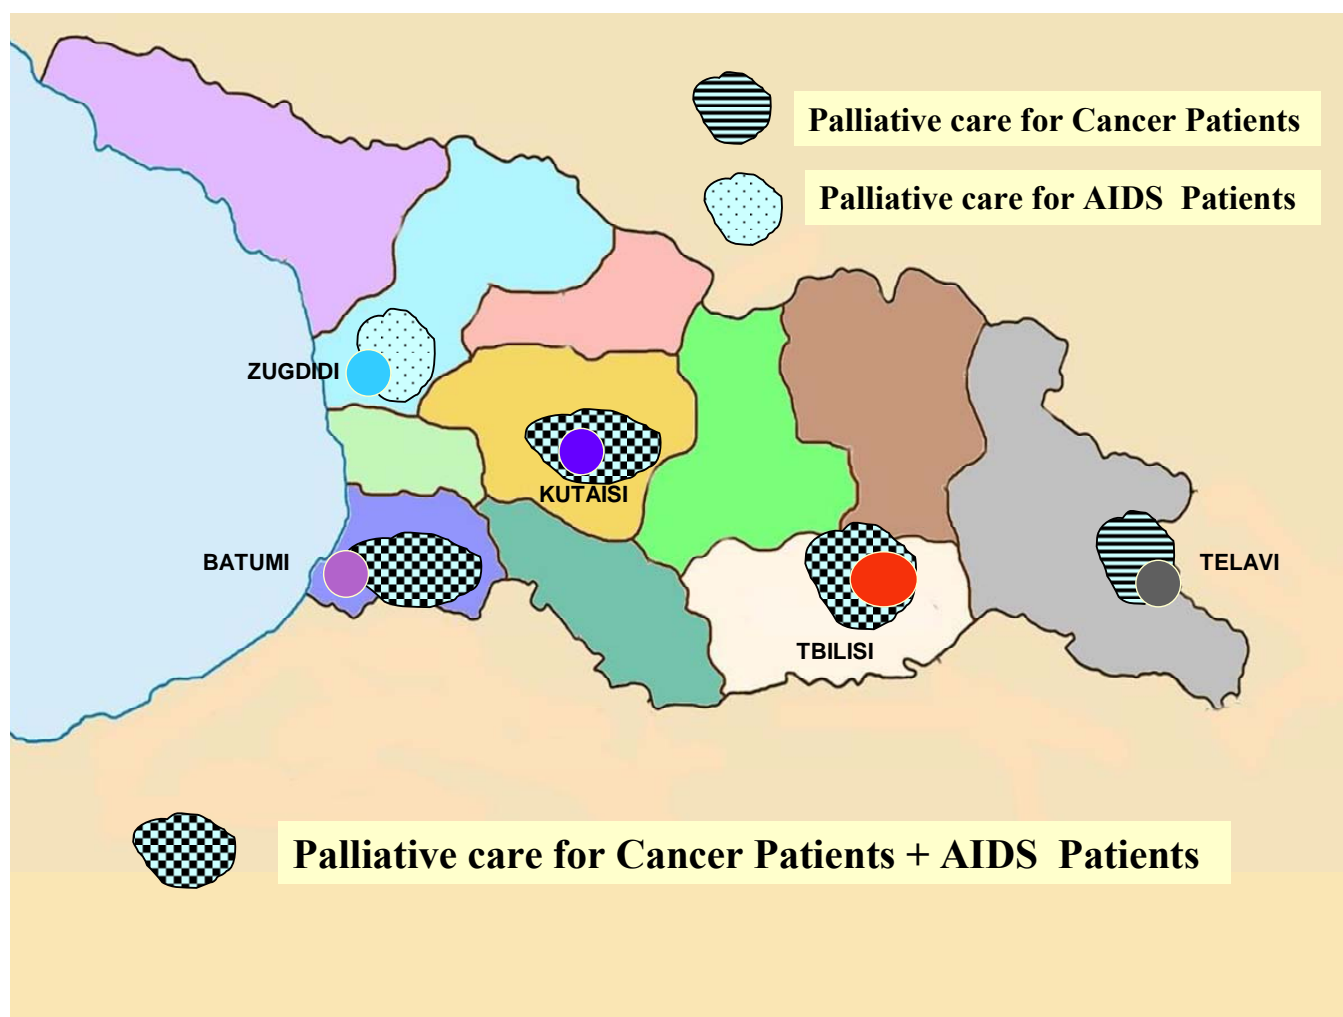 Palliative care for Cancer Patients
Palliative care for AIDS  Patients
ZUGDIDI
KUTAISI
BATUMI
TELAVI
TBILISI
Palliative care for Cancer Patients + AIDS  Patients